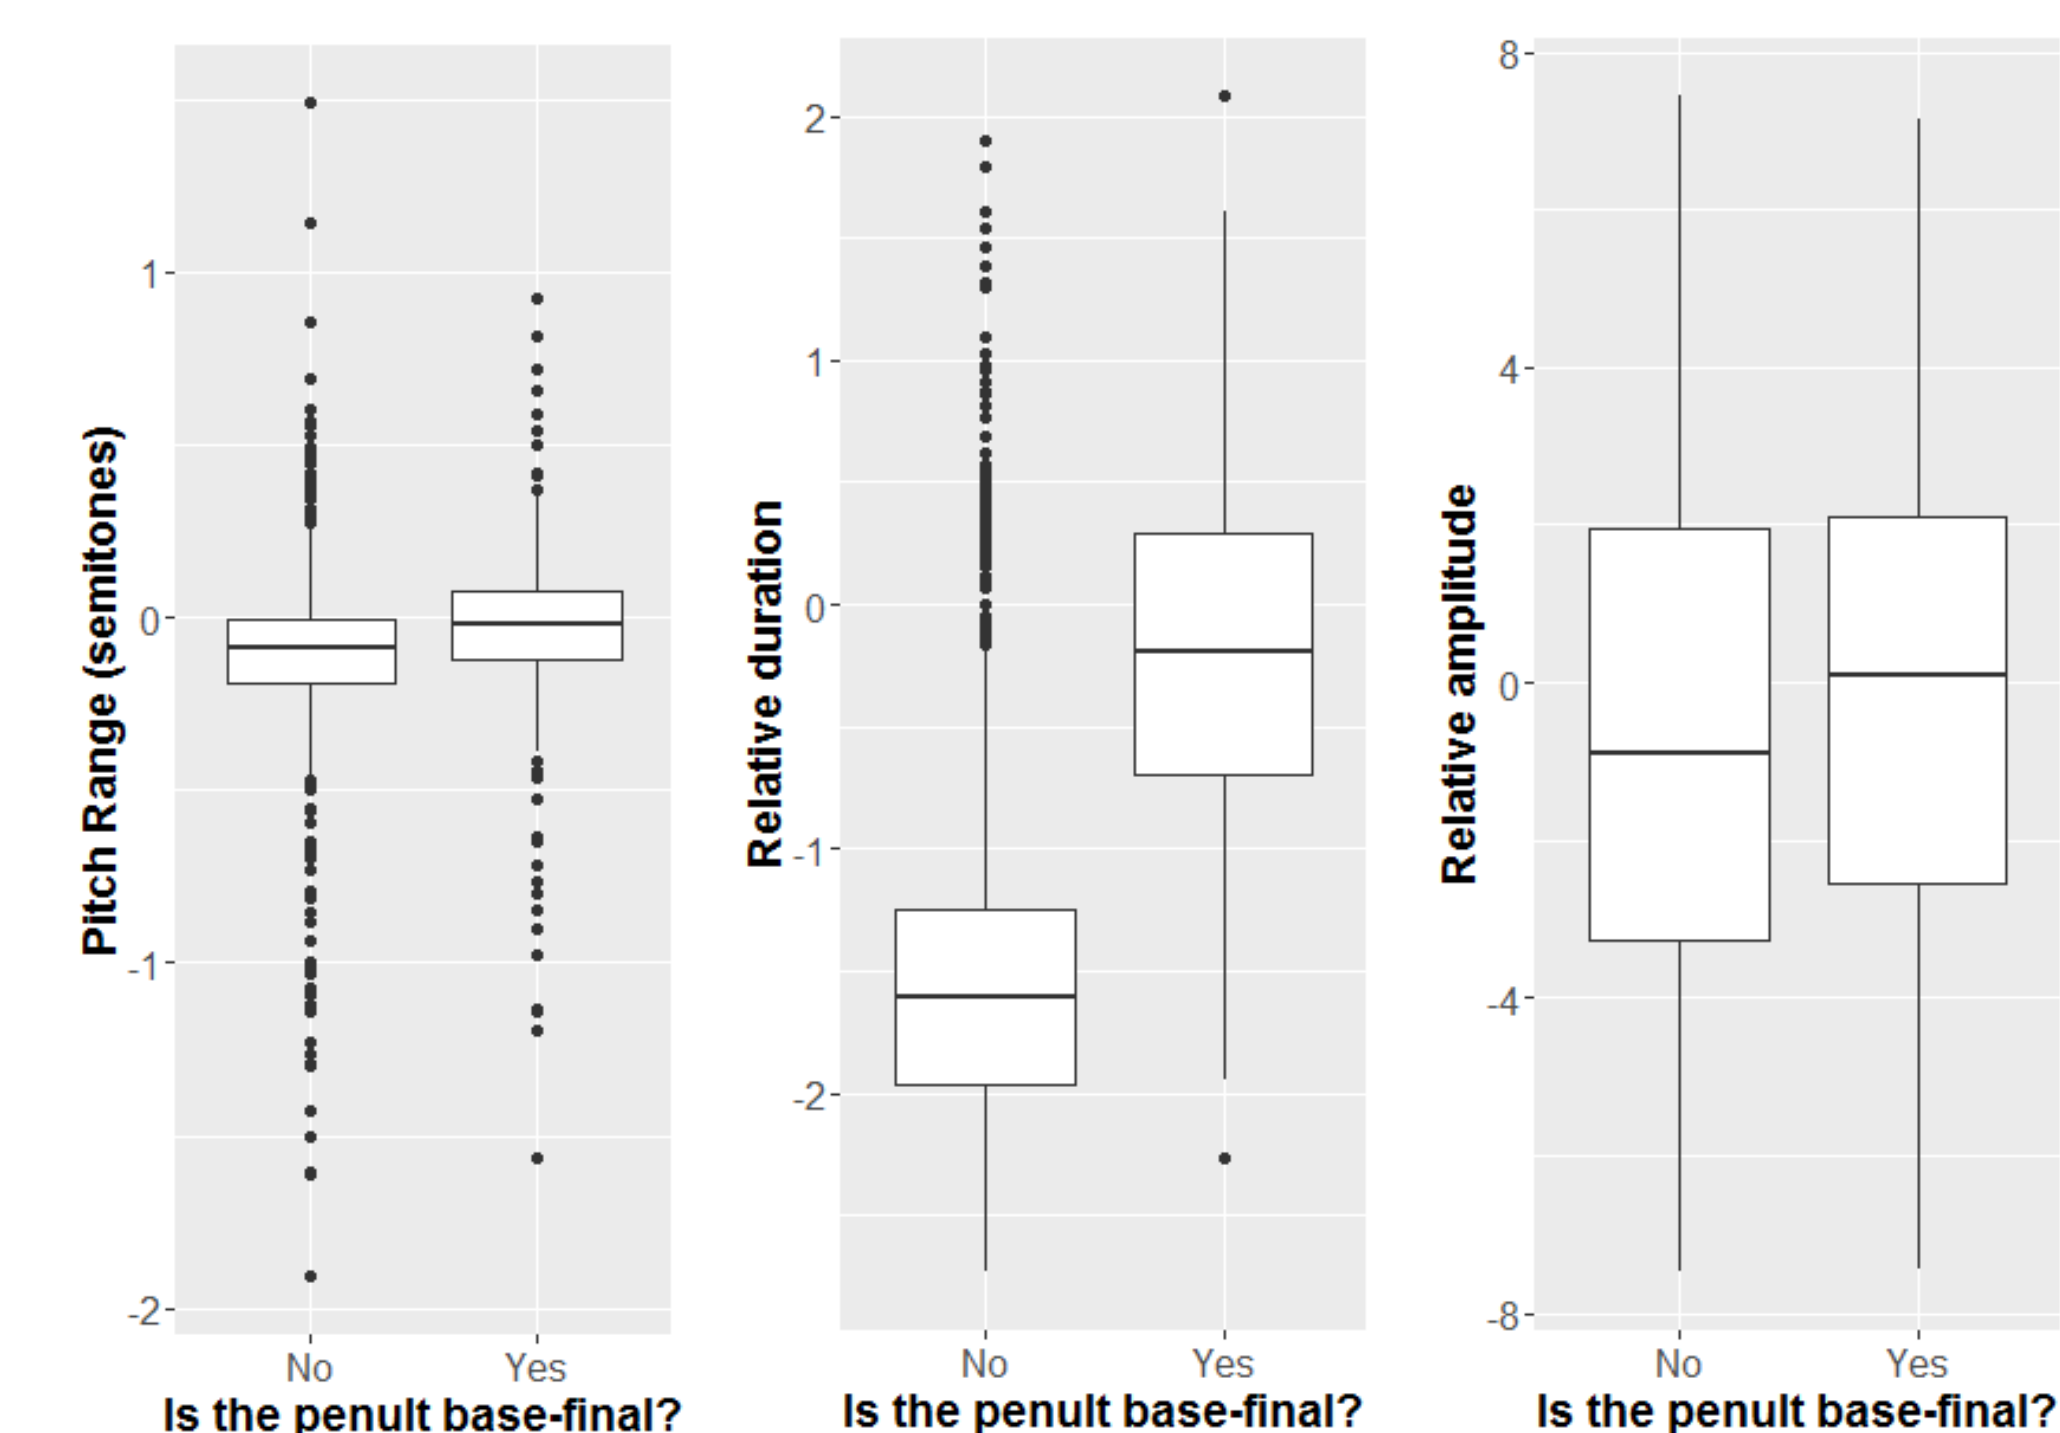 Pitch Range (semitones)
1
0
-1
-2
No
Yes
Is the penult base-final?
Relative duration
2
1
0
-1
-2
No
Yes
Is the penult base-final?
Relative amplitude
8
4
0
-4
-8
No
Yes
Is the penult base-final?